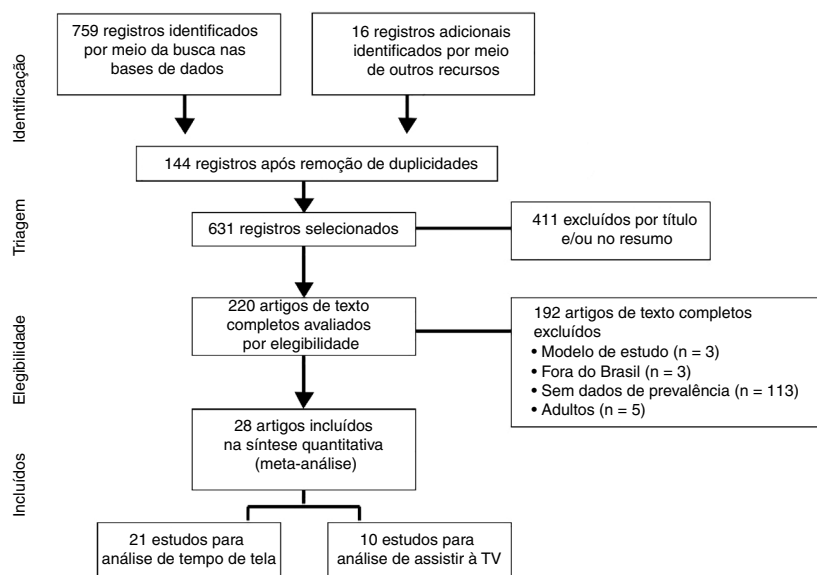 759 registros identificados
por meio da busca nas
bases de dados
16 registros adicionais
identificados por meio
de outros recursos
Identificação
144 registros após remoção de duplicidades
Triagem
631 registros selecionados
411 excluídos por título
e/ou no resumo
Elegibilidade
220 artigos de texto
completos avaliados
por elegibilidade
192 artigos de texto completos
excluídos
• Modelo de estudo (n = 3)
• Fora do Brasil (n = 3)
• Sem dados de prevalência (n = 113)
• Adultos (n = 5)
Incluídos
28 artigos incluídos
na síntese quantitativa
(meta-análise)
21 estudos para
análise de tempo de tela
10 estudos para
análise de assistir à TV